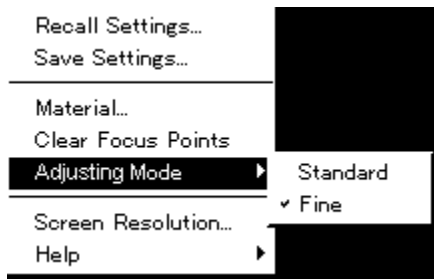 Recall Settings...
Save Settings...
Material...
Clear Focus Points
Adjusting Mode
Standard
Fine
Screen Resolution...
Help